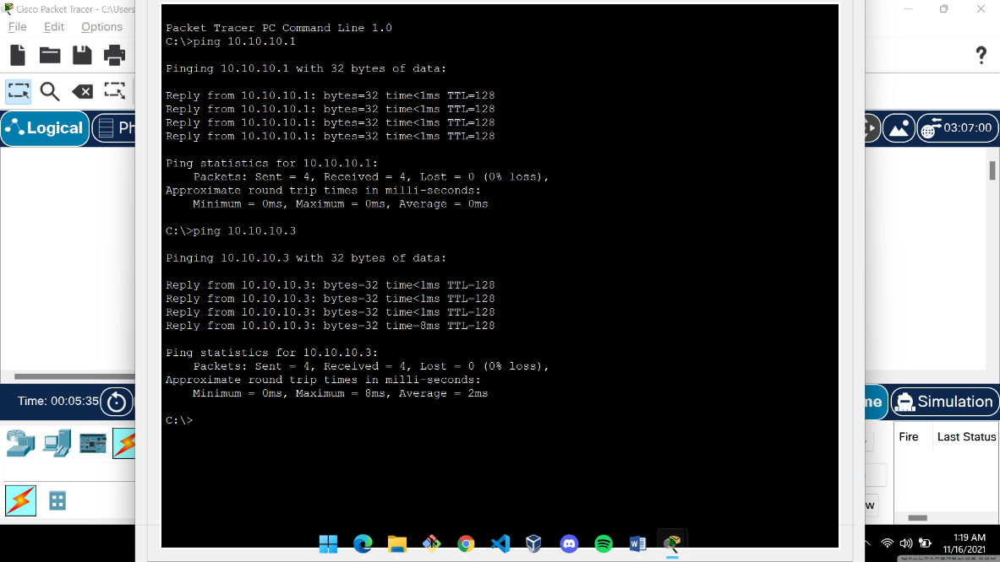 Cisco Packet Tracer - C:\Users
File Edit Options
Logical
Ph
03:07:00
Packet Tracer PC Command Line 1.0
C:\>ping 10.10.10.1
Pinging 10.10.10.1 with 32 bytes of data:
Reply from 10.10.10.1: bytes=32 time<1ms TTL=128
Reply from 10.10.10.1: bytes=32 time<1ms TTL=128
Reply from 10.10.10.1: bytes=32 time<1ms TTL=128
Reply from 10.10.10.1: bytes=32 time<1ms TTL=128
Ping statistics for 10.10.10.1:
Packets: Sent = 4, Received = 4, Lost = 0 (0% loss),
Approximate round trip times in milli-seconds:
Minimum = 0ms, Maximum = 0ms, Average = 0ms
C:\>ping 10.10.10.3
Pinging 10.10.10.3 with 32 bytes of data:
Reply from 10.10.10.3: bytes=32 time<1ms TTL=128
Reply from 10.10.10.3: bytes=32 time<1ms TTL=128
Reply from 10.10.10.3: bytes=32 time<1ms TTL=128
Reply from 10.10.10.3: bytes=32 time=8ms TTL=128
Ping statistics for 10.10.10.3:
Packets: Sent = 4, Received = 4, Lost = 0 (0% loss),
Approximate round trip times in milli-seconds:
Minimum = 0ms, Maximum = 8ms, Average = 2ms
C:\>
Time: 00:05:35
me
Simulation
Fire Last Status
w
1:19 AM
11/16/2021